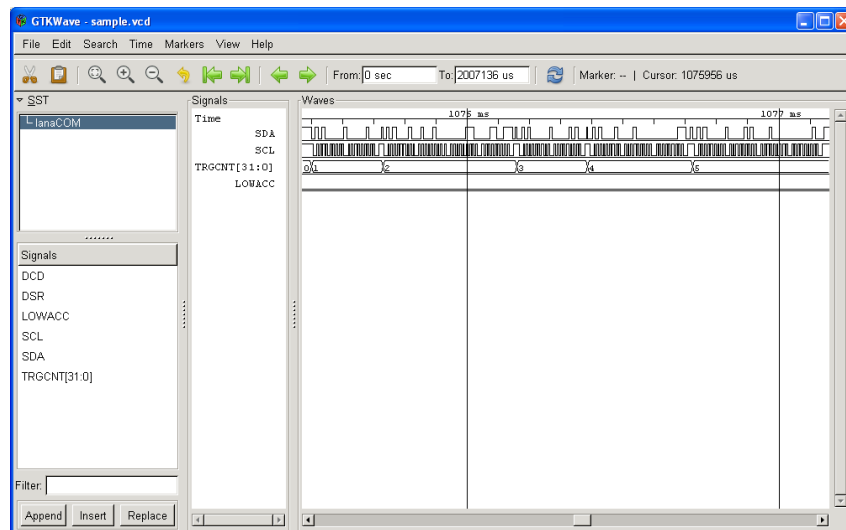 GTKWave - sample.vcd
File Edit Search Time Markers View Help
From: 0 sec To: 2007136 us Marker: -- | Cursor: 1075956 us
SST
IanaCOM
Signals
DCD
DSR
LOWACC
SCL
SDA
TRGCNT[31:0]
Filter:
Append Insert Replace
Signals
Time
SDA
SCL
TRGCNT[31:0]
LOWACC
Waves
1076 ms 1077 ms
0 1 2 3 4 5